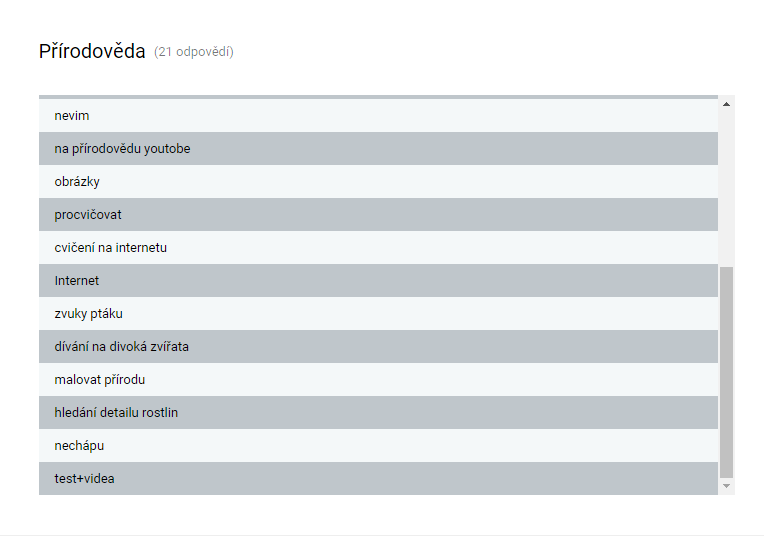 Přírodověda (21 odpovědí)
nevim
na přírodovědu youtobe
obrázky
procvičovat
cvičení na internetu
Internet
zvuky ptáku
dívání na divoká zvířata
malovat přírodu
hledání detailu rostlin
nechápu
test+videa